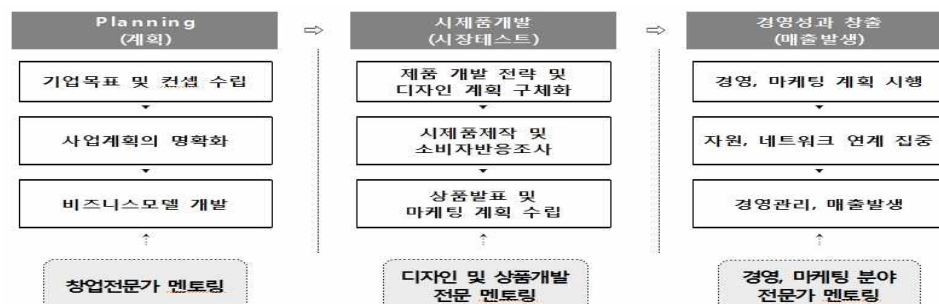 Planning
(계획)
기업목표 및 컨셉 수립
사업계획의 명확화
비즈니스모델 개발
창업전문가 멘토링
시제품개발
(시장테스트)
제품 개발 전략 및
디자인 계획 구체화
시제품제작 및
소비자반응조사
상품발표 및
마케팅 계획 수립
디자인 및 상품개발
전문 멘토링
경영성과 창출
(매출발생)
경영, 마케팅 계획 시행
자원, 네트워크 연계 집중
경영관리, 매출발생
경영, 마케팅 분야
전문가 멘토링